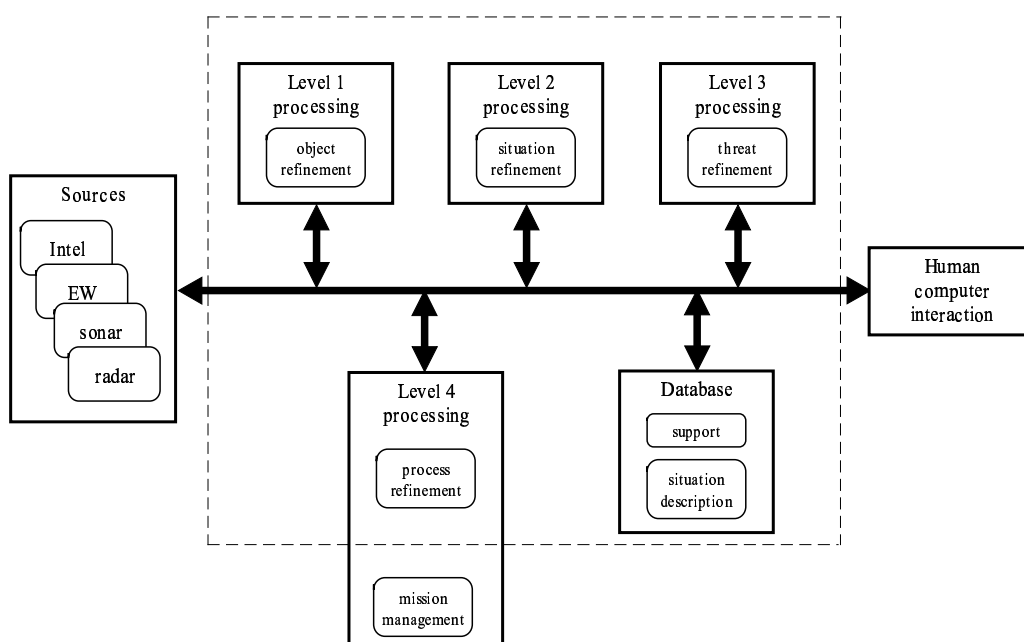 Level 1
processing
object
refinement
Level 2
processing
situation
refinement
Level 3
processing
threat
refinement
Sources
Intel
EW
sonar
radar
Human
computer
interaction
Level 4
processing
process
refinement
mission
management
Database
support
situation
description